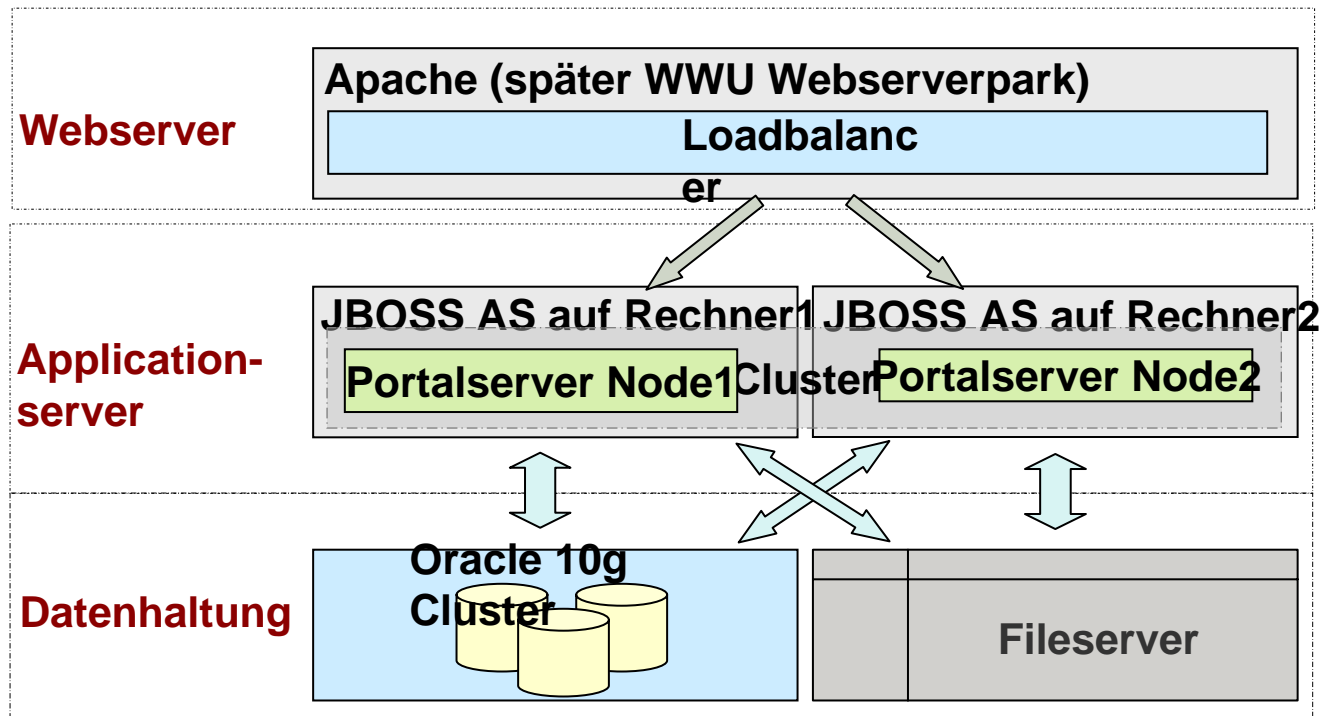 Apache (später WWU Webserverpark)
Webserver
Loadbalanc
er
JBOSS AS auf Rechner1
JBOSS AS auf Rechner2
Application-
server
Portalserver Node1
Cluster
Portalserver Node2
Oracle 10g
Cluster
Datenhaltung
Fileserver